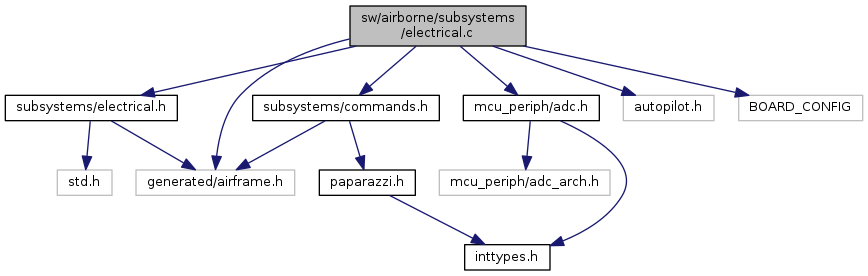 sw/airborne/subsystems
/electrical.c
subsystems/electrical.h
subsystems/commands.h
mcu_periph/adc.h
autopilot.h
BOARD_CONFIG
std.h
generated/airframe.h
paparazzi.h
mcu_periph/adc_arch.h
inttypes.h